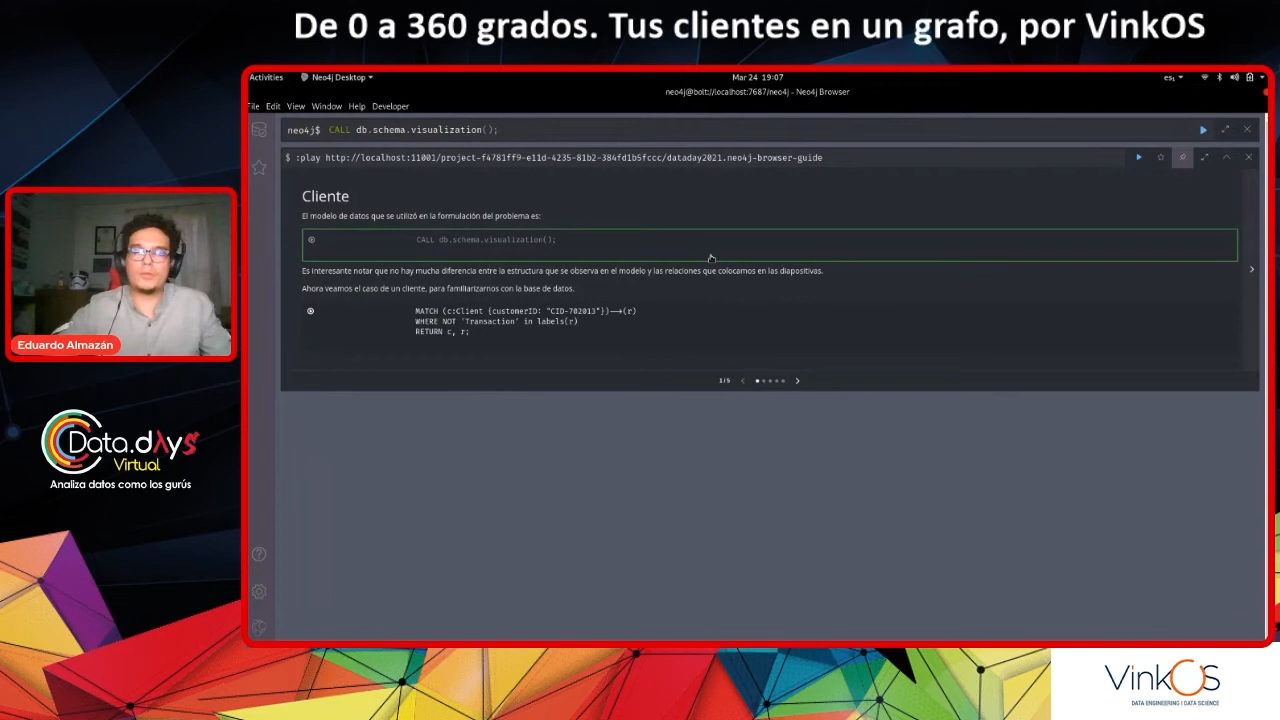 De 0 a 360 grados. Tus clientes en un grafo, por VinkOS
Activities
Neo4j Desktop
Mar 24 19:07
es₁
neo4j@bolt://localhost:7687/neo4j - Neo4j Browser
File Edit View Window Help Developer
neo4j$ CALL db.schema.visualization();
$ :play http://localhost:11001/project-f4781ff9-e11d-4235-81b2-384fd1b5fccc/dataday2021.neo4j-browser-guide
Cliente
El modelo de datos que se utilizó en la formulación del problema es:
CALL db.schema.visualization();
Es interesante notar que no hay mucha diferencia entre la estructura que se observa en el modelo y las relaciones que colocamos en las diapositivas.
Ahora veamos el caso de un cliente, para familiarizarnos con la base de datos.
MATCH (c:Client {customerID: "CID-702013"})-->(r)
WHERE NOT 'Transaction' in labels(r)
RETURN c, r;
1/5
Eduardo Almazán
Data.dλys
Virtual
Analiza datos como los gurús
VinkOS
DATA ENGINEERING | DATA SCIENCE